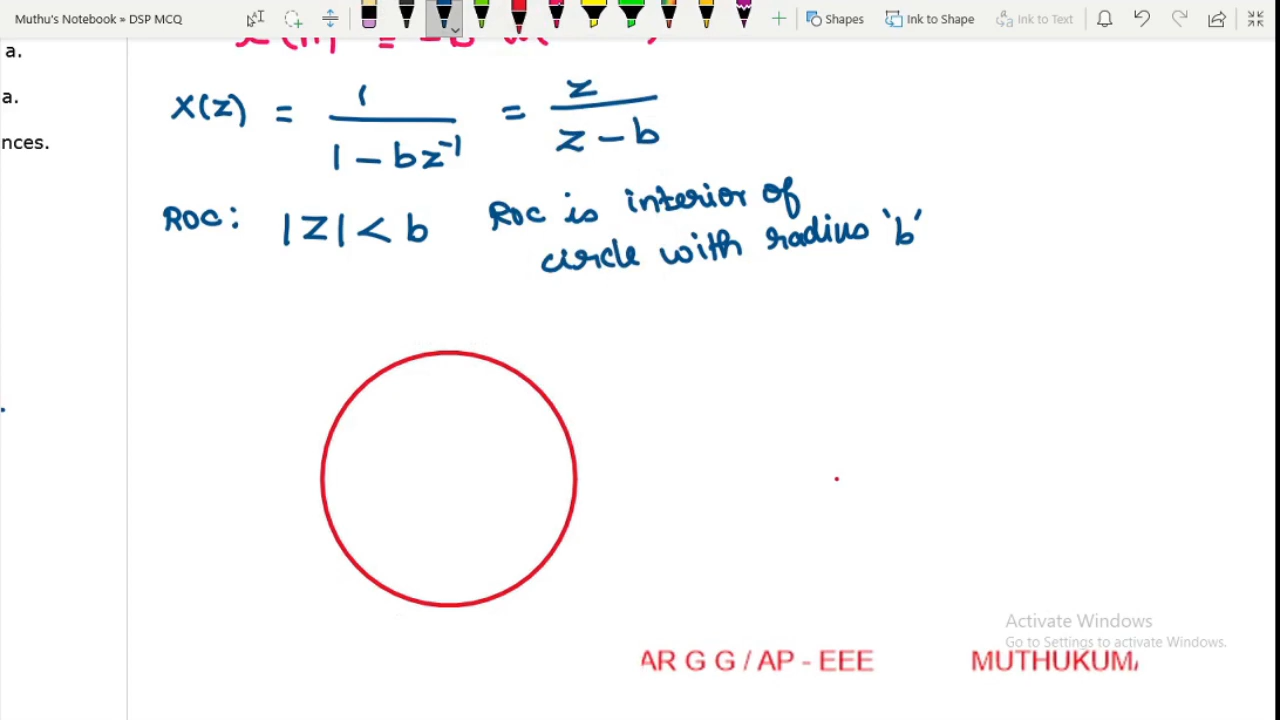 Muthu's Notebook » DSP MCQ
Shapes
Ink to Shape
Ink to Text
a.
a.
nces.
X(z) = 1 / (1 - bz⁻¹) = z / (z - b)
ROC: |z| < b
ROC is interior of
circle with radius 'b'
Activate Windows
Go to Settings to activate Windows.
AR G G / AP - EEE
MUTHUKUMA